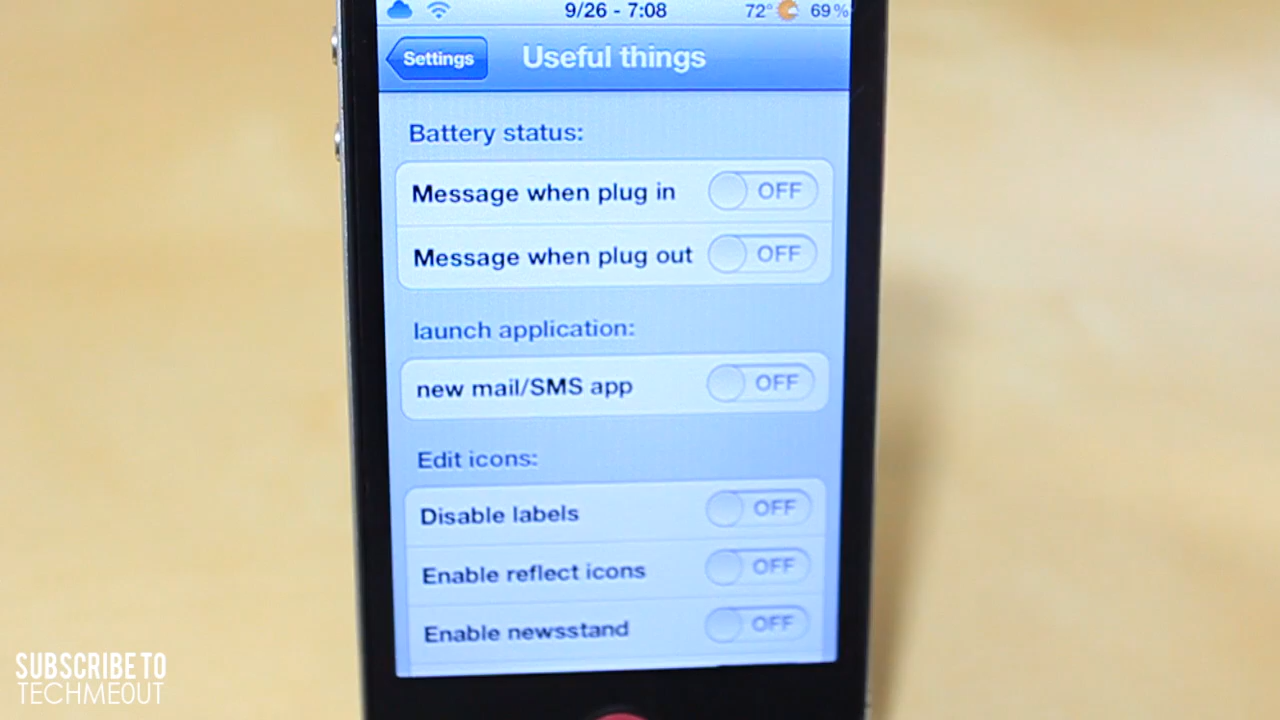 9/26 - 7:08 72° 69%
Settings Useful things
Battery status:
Message when plug in OFF
Message when plug out OFF
launch application:
new mail/SMS app OFF
Edit icons:
Disable labels OFF
Enable reflect icons OFF
Enable newsstand OFF
SUBSCRIBE TO
TECHMEOUT